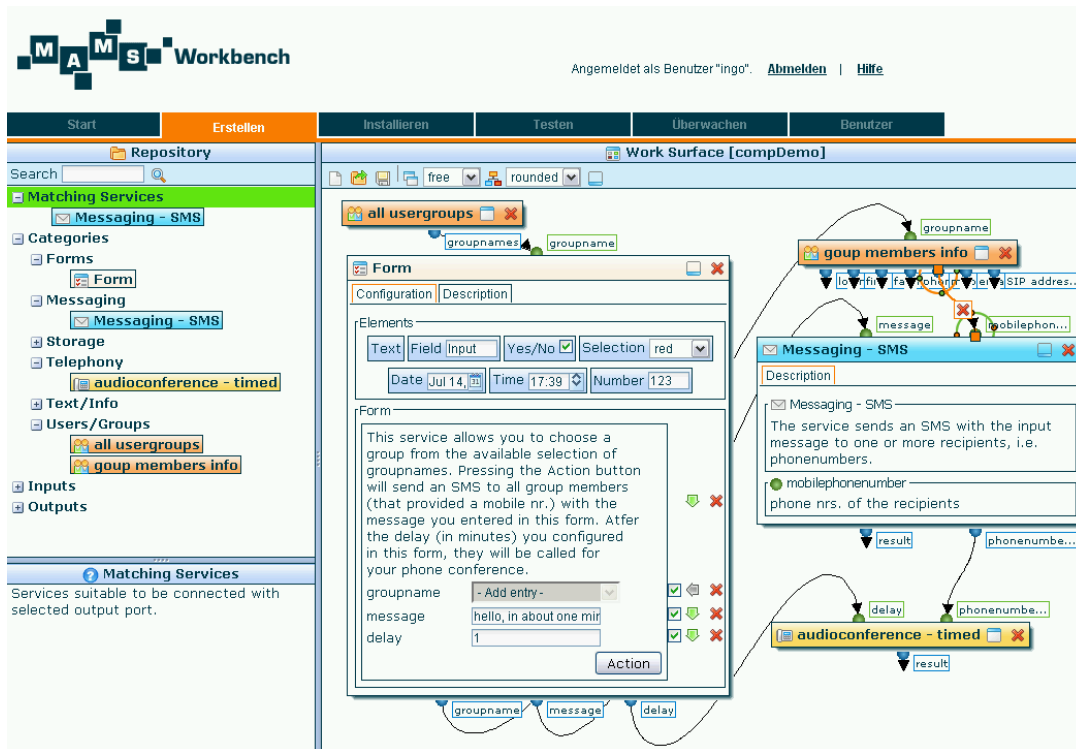 MAMS Workbench
Angemeldet als Benutzer "ingo". Abmelden | Hilfe
Start Erstellen Installieren Testen Überwachen Benutzer
Repository
Search
Matching Services
Messaging - SMS
Categories
Forms
Form
Messaging
Messaging - SMS
Storage
Telephony
audioconference - timed
Text/Info
Users/Groups
all usergroups
goup members info
Inputs
Outputs
Matching Services
Services suitable to be connected with
selected output port.
Work Surface [compDemo]
free rounded
all usergroups
groupnames groupname
Form
Configuration Description
Elements
Text Field Input Yes/No Selection red
Date Jul 14, Time 17:39 Number 123
Form
This service allows you to choose a
group from the available selection of
groupnames. Pressing the Action button
will send an SMS to all group members
(that provided a mobile nr.) with the
message you entered in this form. Atfer
the delay (in minutes) you configured
in this form, they will be called for
your phone conference.
groupname - Add entry -
message hello, in about one mir
delay 1
Action
groupname message delay
groupname
goup members info
SIP addres...
message mobilephon...
Messaging - SMS
Description
Messaging - SMS
The service sends an SMS with the input
message to one or more recipients, i.e.
phonenumbers.
mobilephonenumber
phone nrs. of the recipients
result phonenumbe...
delay phonenumbe...
audioconference - timed
result